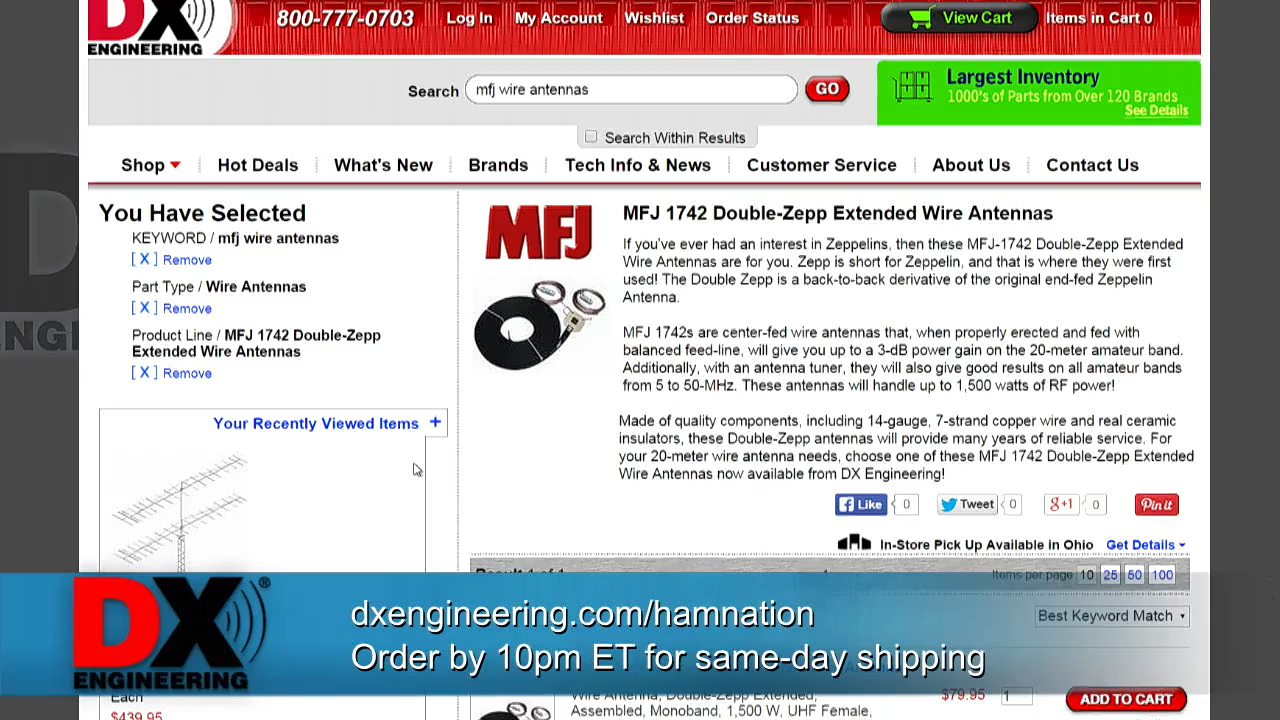 DX
ENGINEERING
800-777-0703
Log In
My Account
Wishlist
Order Status
View Cart
Items in Cart 0
Search
mfj wire antennas
GO
Largest Inventory
1000's of Parts from Over 120 Brands
See Details
Search Within Results
Shop
Hot Deals
What's New
Brands
Tech Info & News
Customer Service
About Us
Contact Us
You Have Selected
KEYWORD / mfj wire antennas
[ X ] Remove
Part Type / Wire Antennas
[ X ] Remove
Product Line / MFJ 1742 Double-Zepp
Extended Wire Antennas
[ X ] Remove
Your Recently Viewed Items +
MFJ
MFJ 1742 Double-Zepp Extended Wire Antennas
If you've ever had an interest in Zeppelins, then these MFJ-1742 Double-Zepp Extended
Wire Antennas are for you. Zepp is short for Zeppelin, and that is where they were first
used! The Double Zepp is a back-to-back derivative of the original end-fed Zeppelin
Antenna.
MFJ 1742s are center-fed wire antennas that, when properly erected and fed with
balanced feed-line, will give you up to a 3-dB power gain on the 20-meter amateur band.
Additionally, with an antenna tuner, they will also give good results on all amateur bands
from 5 to 50-MHz. These antennas will handle up to 1,500 watts of RF power!
Made of quality components, including 14-gauge, 7-strand copper wire and real ceramic
insulators, these Double-Zepp antennas will provide many years of reliable service. For
your 20-meter wire antenna needs, choose one of these MFJ 1742 Double-Zepp Extended
Wire Antennas now available from DX Engineering!
Like 0
Tweet 0
g+1 0
Pin it
In-Store Pick Up Available in Ohio Get Details
Result 1 of 1
Items per page 10 25 50 100
Best Keyword Match
DX®
ENGINEERING
dxengineering.com/hamnation
Order by 10pm ET for same-day shipping
Each
$439.95
Wire Antenna, Double-Zepp Extended,
Assembled, Monoband, 1,500 W, UHF Female,
$79.95
1
ADD TO CART